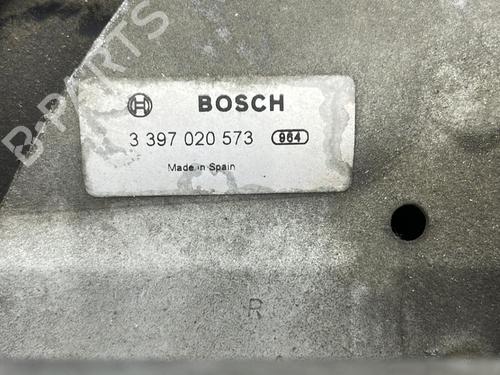 B-PARTS
BOSCH
3 397 020 573 964
Made in Spain
R